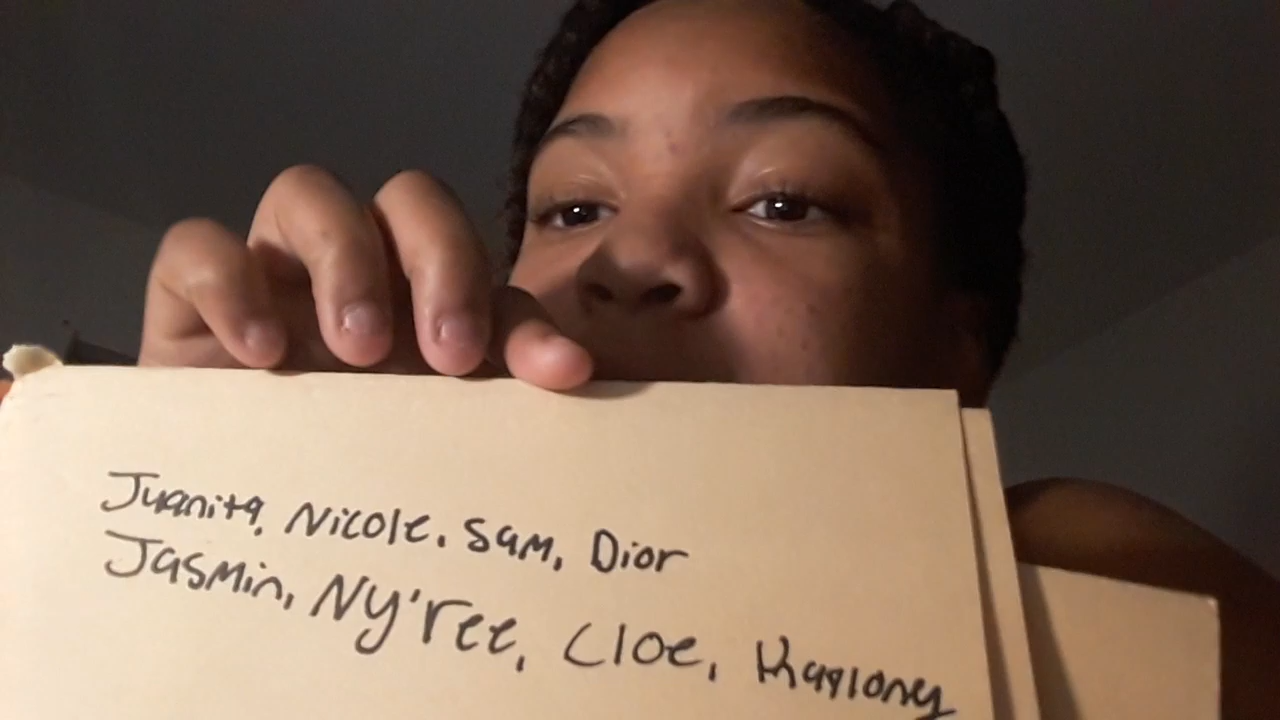 Juanita, Nicole, Sam, Dior
Jasmin, Ny'ree, Cloe,